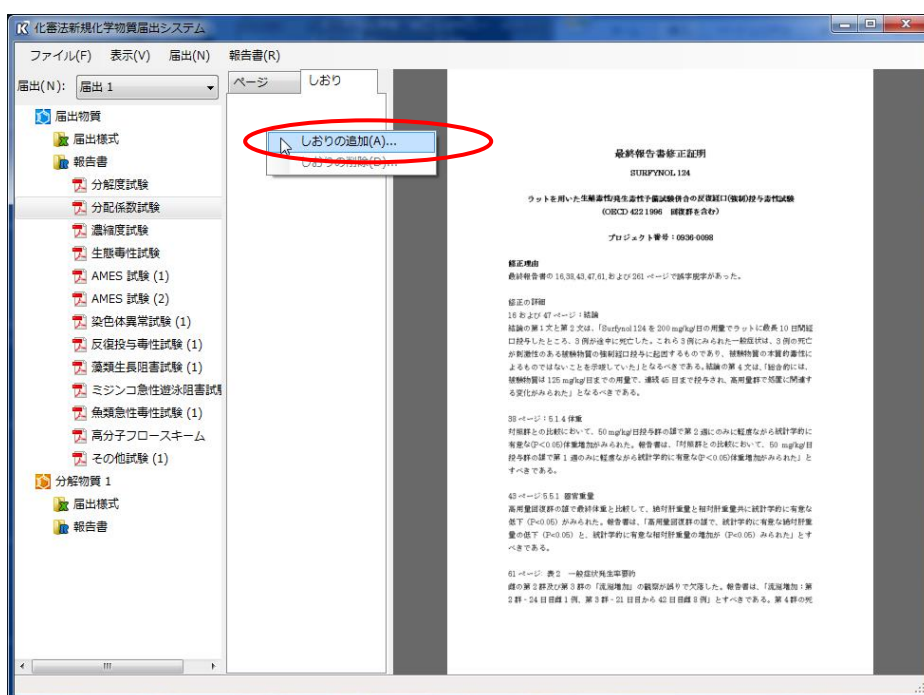 化審法新規化学物質届出システム
ファイル(F) 表示(V) 届出(N) 報告書(R)
届出(N): 届出 1
届出物質
届出様式
報告書
分解度試験
分配係数試験
濃縮度試験
生態毒性試験
AMES 試験 (1)
AMES 試験 (2)
染色体異常試験 (1)
反復投与毒性試験 (1)
藻類生長阻害試験 (1)
ミジンコ急性遊泳阻害試験
魚類急性毒性試験 (1)
高分子フロースキーム
その他試験 (1)
分解物質 1
届出様式
報告書
ページ しおり
しおりの追加(A)...
しおりの削除(D)...
最終報告書修正証明
SURFYNOL 124
ラットを用いた生殖毒性/発生毒性予備試験併合の反復経口(強制)投与毒性試験
(OECD 422 1996 回復群を含む)
プロジェクト番号：0936-0098
修正理由
最終報告書の 16,38,43,47,61,および 261 ページで誤字脱字があった。
修正の詳細
16 および 47 ページ：結論
結論の第 1 文と第 2 文は、「Surfynol 124 を 200 mg/kg/日の用量でラットに最長 10 日間経
口投与したところ、3 例が途中に死亡した。これら 3 例にみられた一般症状は、3 例の死亡
が刺激性のある被験物質の強制経口投与に起因するものであり、被験物質の本質的毒性に
よるものではないことを示唆していた」となるべきである。結論の第 4 文は、「総合的には、
被験物質は 125 mg/kg/日までの用量で、連続 45 日まで投与され、高用量群で処置に関連す
る変化がみられた」となるべきである。
38 ページ：5.1.4 体重
対照群との比較において、50 mg/kg/日投与群の雄で第 2 週にのみに軽度ながら統計学的に
有意な(P<0.05)体重増加がみられた。報告書は、「対照群との比較において、50 mg/kg/日
投与群の雄で第 1 週のみに軽度ながら統計学的に有意な(P<0.05)体重増加がみられた」と
すべきである。
43 ページ 5.5.1 器官重量
高用量回復群の雄で最終体重と比較して、絶対肝重量と相対肝重量共に統計学的に有意な
低下 (P<0.05) がみられた。報告書は、「高用量回復群の雄で、統計学的に有意な絶対肝重
量の低下 (P<0.05) と、統計学的に有意な相対肝重量の増加が (P<0.05) みられた」とす
べきである。
61 ページ: 表 2 一般症状発生率要約
雌の第 2 群及び第 3 群の「流涎増加」の観察が誤りで欠落した。報告書は、「流涎増加：第
2 群 - 24 日目雌 1 例、第 3 群 - 21 日目から 42 日目雌 8 例」とすべきである。第 4 群の死